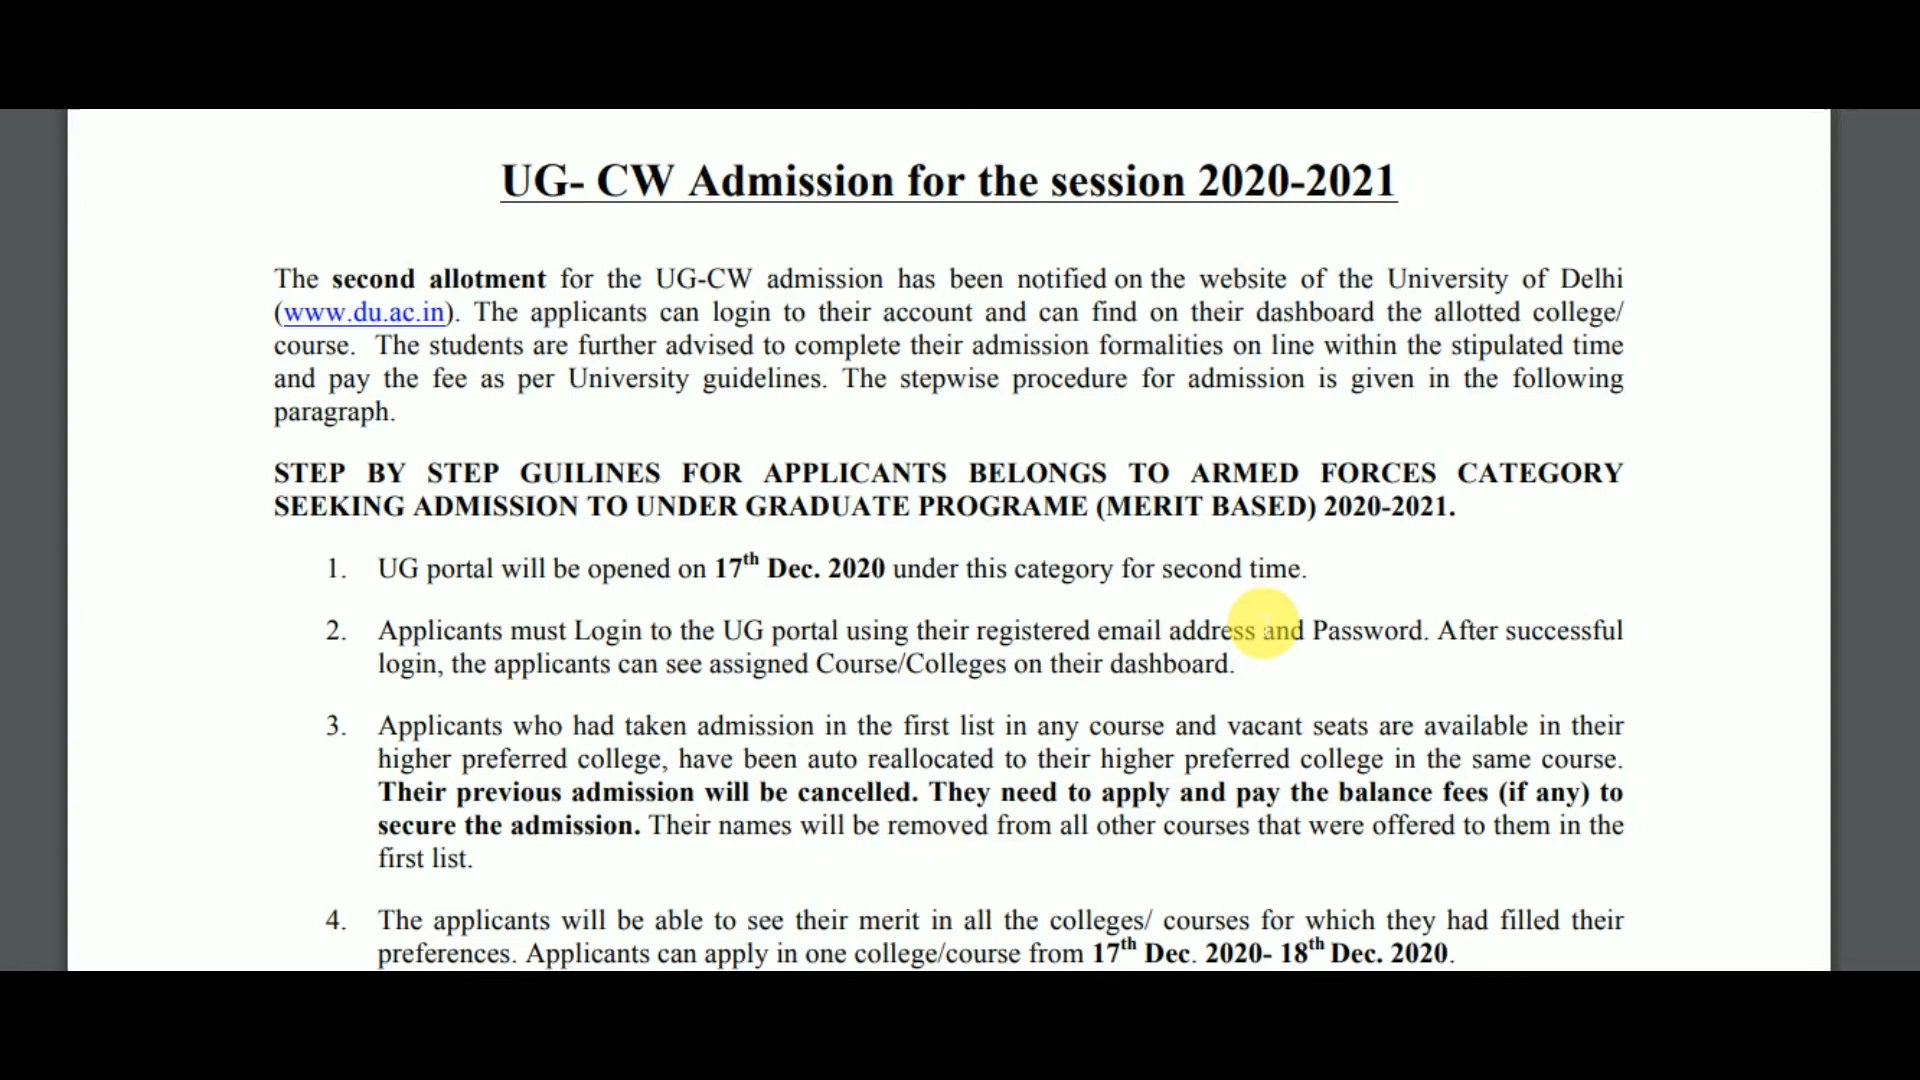 UG- CW Admission for the session 2020-2021
The second allotment for the UG-CW admission has been notified on the website of the University of Delhi
(www.du.ac.in). The applicants can login to their account and can find on their dashboard the allotted college/
course. The students are further advised to complete their admission formalities on line within the stipulated time
and pay the fee as per University guidelines. The stepwise procedure for admission is given in the following
paragraph.
STEP BY STEP GUILINES FOR APPLICANTS BELONGS TO ARMED FORCES CATEGORY
SEEKING ADMISSION TO UNDER GRADUATE PROGRAME (MERIT BASED) 2020-2021.
1. UG portal will be opened on 17th Dec. 2020 under this category for second time.
2. Applicants must Login to the UG portal using their registered email address and Password. After successful
login, the applicants can see assigned Course/Colleges on their dashboard.
3. Applicants who had taken admission in the first list in any course and vacant seats are available in their
higher preferred college, have been auto reallocated to their higher preferred college in the same course.
Their previous admission will be cancelled. They need to apply and pay the balance fees (if any) to
secure the admission. Their names will be removed from all other courses that were offered to them in the
first list.
4. The applicants will be able to see their merit in all the colleges/ courses for which they had filled their
preferences. Applicants can apply in one college/course from 17th Dec. 2020- 18th Dec. 2020.